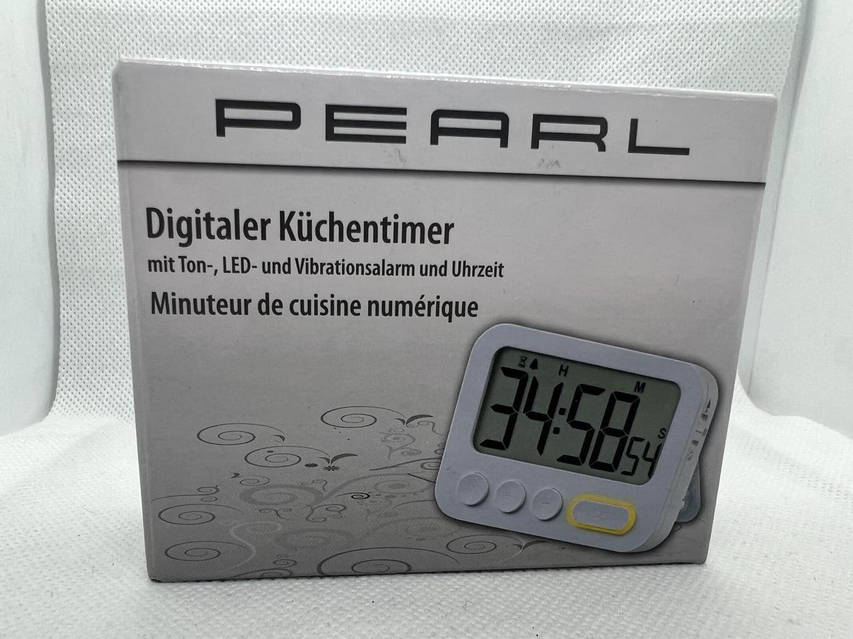 PEARL
Digitaler Küchentimer
mit Ton-, LED- und Vibrationsalarm und Uhrzeit
Minuteur de cuisine numérique
H M
34:58 54 S